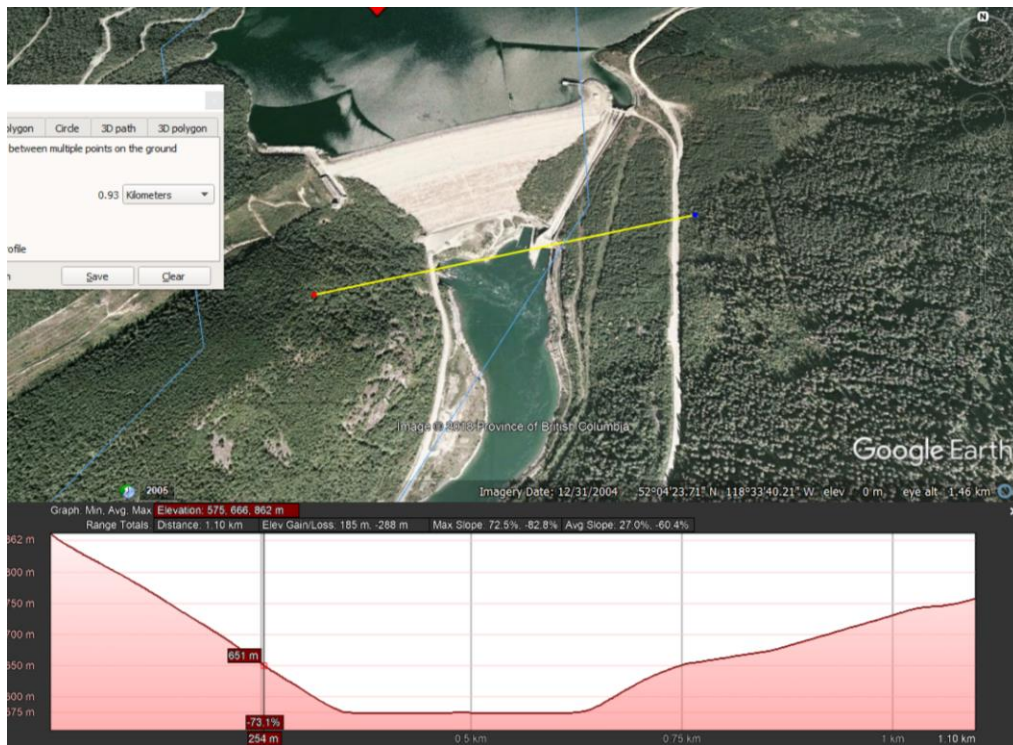 N
olygon Circle 3D path 3D polygon
between multiple points on the ground
0.93 Kilometers
ofile
Save Clear
Image © 2018 Province of British Columbia
Google Earth
2005
Imagery Date: 12/31/2004 52°04'23.71" N 118°33'40.21" W elev 0 m eye alt 1.46 km
Graph: Min, Avg, Max Elevation: 575, 666, 862 m
Range Totals: Distance: 1.10 km Elev Gain/Loss: 185 m, -288 m Max Slope: 72.5%, -82.8% Avg Slope: 27.0%, -60.4%
862 m
800 m
750 m
700 m
651 m
650 m
600 m
575 m
-73.1%
254 m 0.5 km 0.75 km 1 km 1.10 km